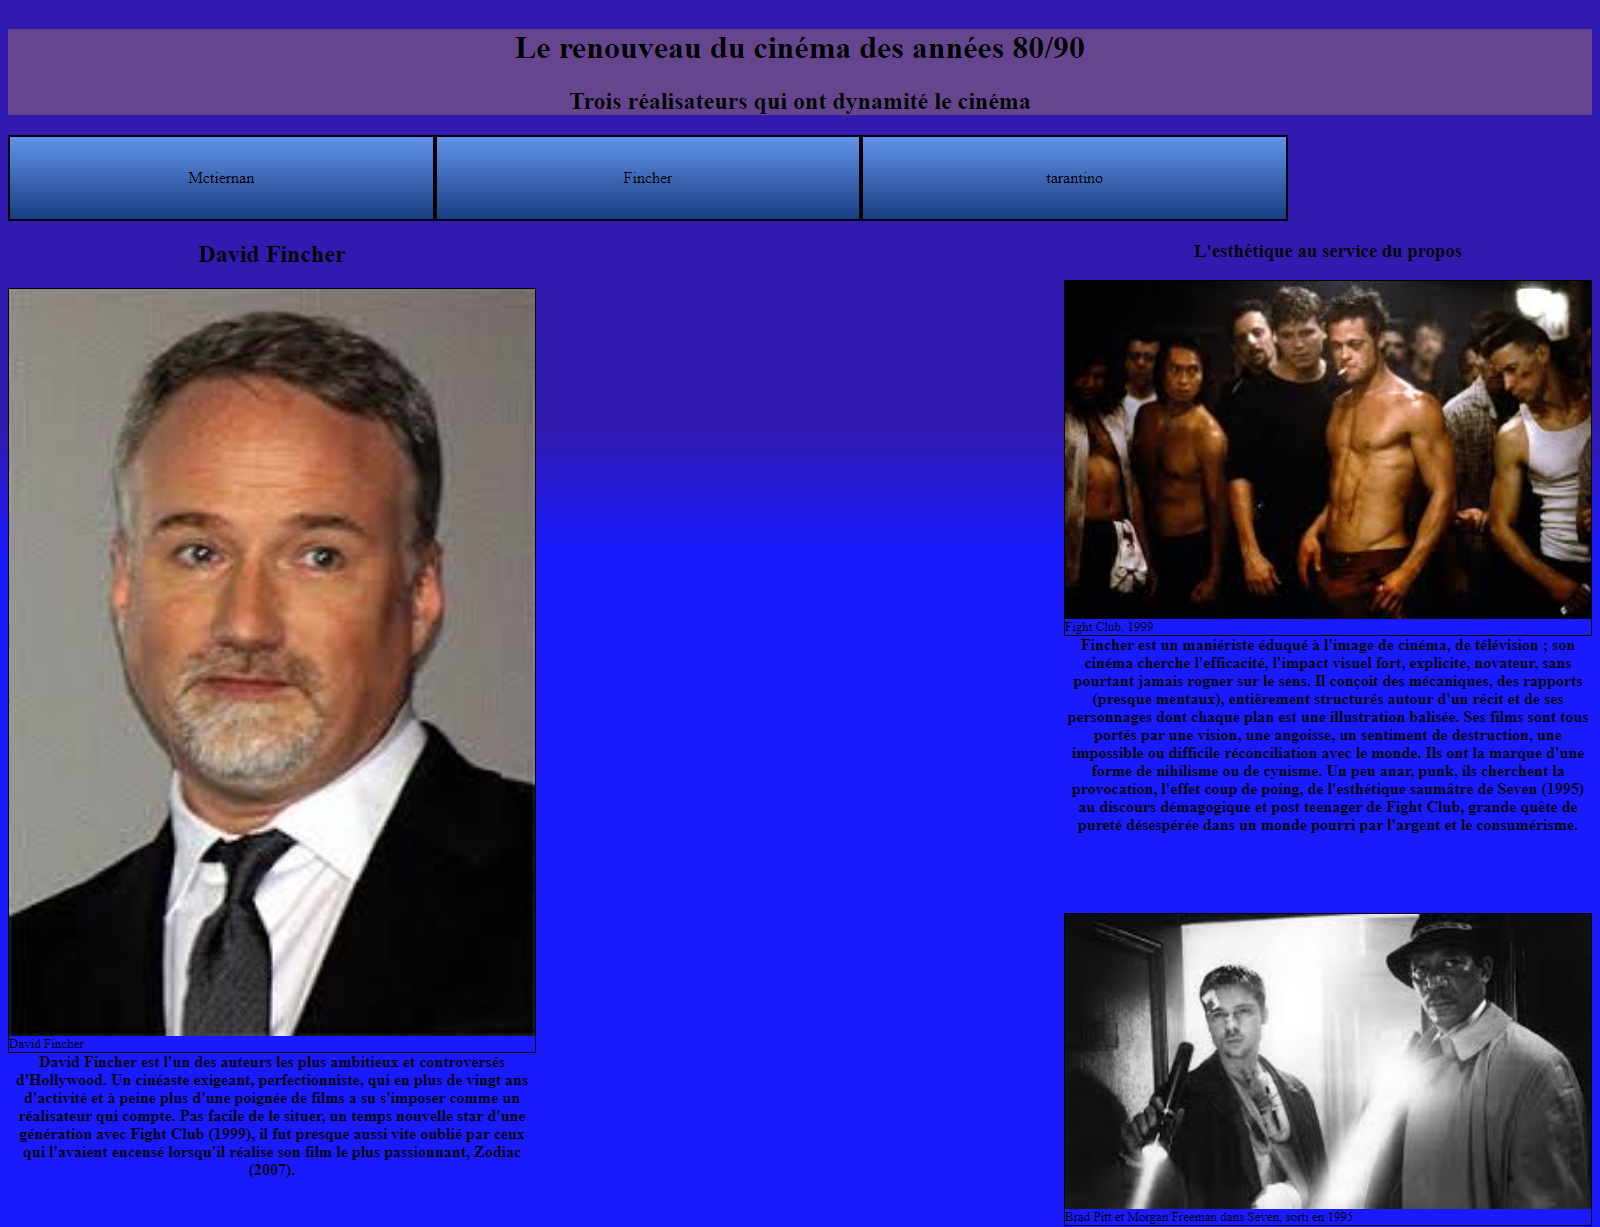 Le renouveau du cinéma des années 80/90
Trois réalisateurs qui ont dynamité le cinéma
Mctiernan
Fincher
tarantino
David Fincher
David Fincher
David Fincher est l'un des auteurs les plus ambitieux et controversés
d'Hollywood. Un cinéaste exigeant, perfectionniste, qui en plus de vingt ans
d'activité et à peine plus d'une poignée de films a su s'imposer comme un
réalisateur qui compte. Pas facile de le situer, un temps nouvelle star d'une
génération avec Fight Club (1999), il fut presque aussi vite oublié par ceux
qui l'avaient encensé lorsqu'il réalise son film le plus passionnant, Zodiac
(2007).
L'esthétique au service du propos
Fight Club, 1999
Fincher est un maniériste éduqué à l'image de cinéma, de télévision ; son
cinéma cherche l'efficacité, l'impact visuel fort, explicite, novateur, sans
pourtant jamais rogner sur le sens. Il conçoit des mécaniques, des rapports
(presque mentaux), entièrement structurés autour d'un récit et de ses
personnages dont chaque plan est une illustration balisée. Ses films sont tous
portés par une vision, une angoisse, un sentiment de destruction, une
impossible ou difficile réconciliation avec le monde. Ils ont la marque d'une
forme de nihilisme ou de cynisme. Un peu anar, punk, ils cherchent la
provocation, l'effet coup de poing, de l'esthétique saumâtre de Seven (1995)
au discours démagogique et post teenager de Fight Club, grande quête de
pureté désespérée dans un monde pourri par l'argent et le consumérisme.
Brad Pitt et Morgan Freeman dans Seven, sorti en 1995